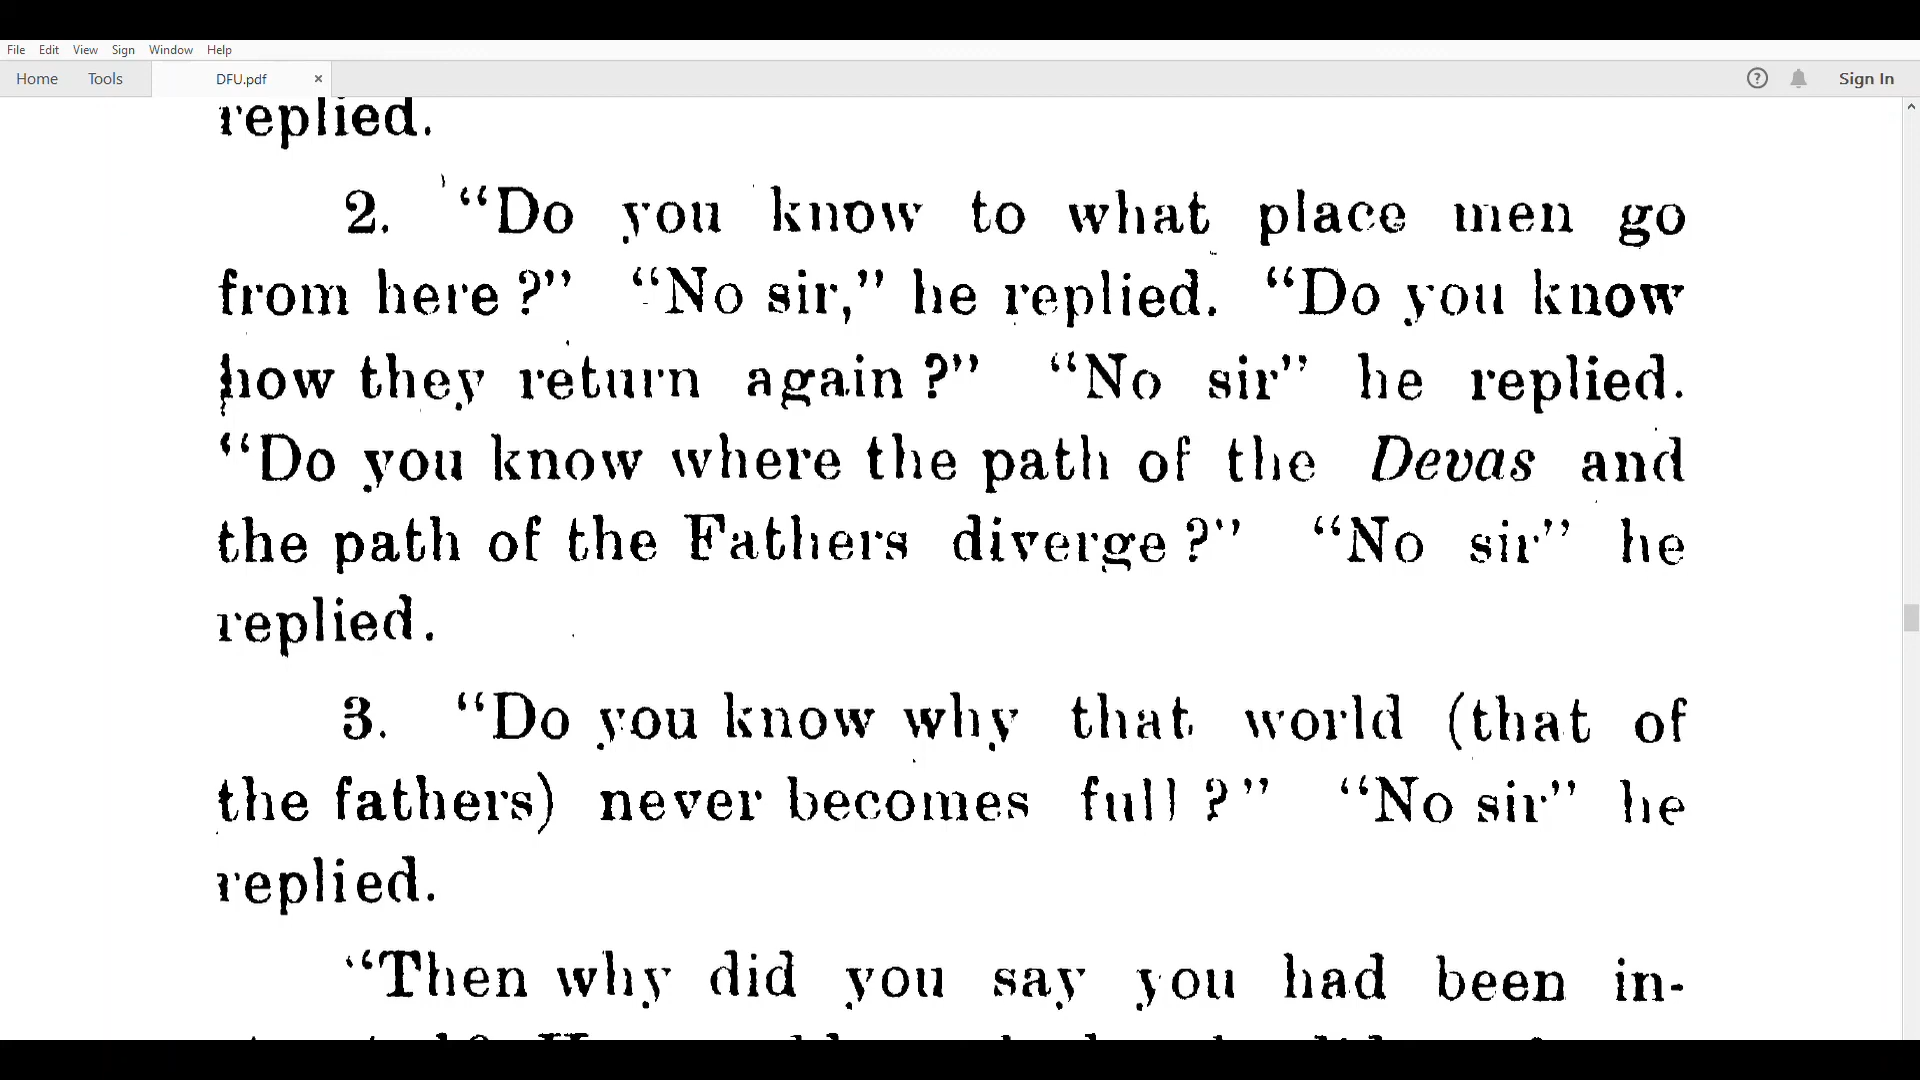 File Edit View Sign Window Help
Home Tools DFU.pdf × ? Sign In
replied.
2. “Do you know to what place men go
from here ?” “No sir,” he replied. “Do you know
how they return again ?” “No sir” he replied.
“Do you know where the path of the Devas and
the path of the Fathers diverge ?” “No sir” he
replied.
3. “Do you know why that world (that of
the fathers) never becomes full ?” “No sir” he
replied.
“Then why did you say you had been in-